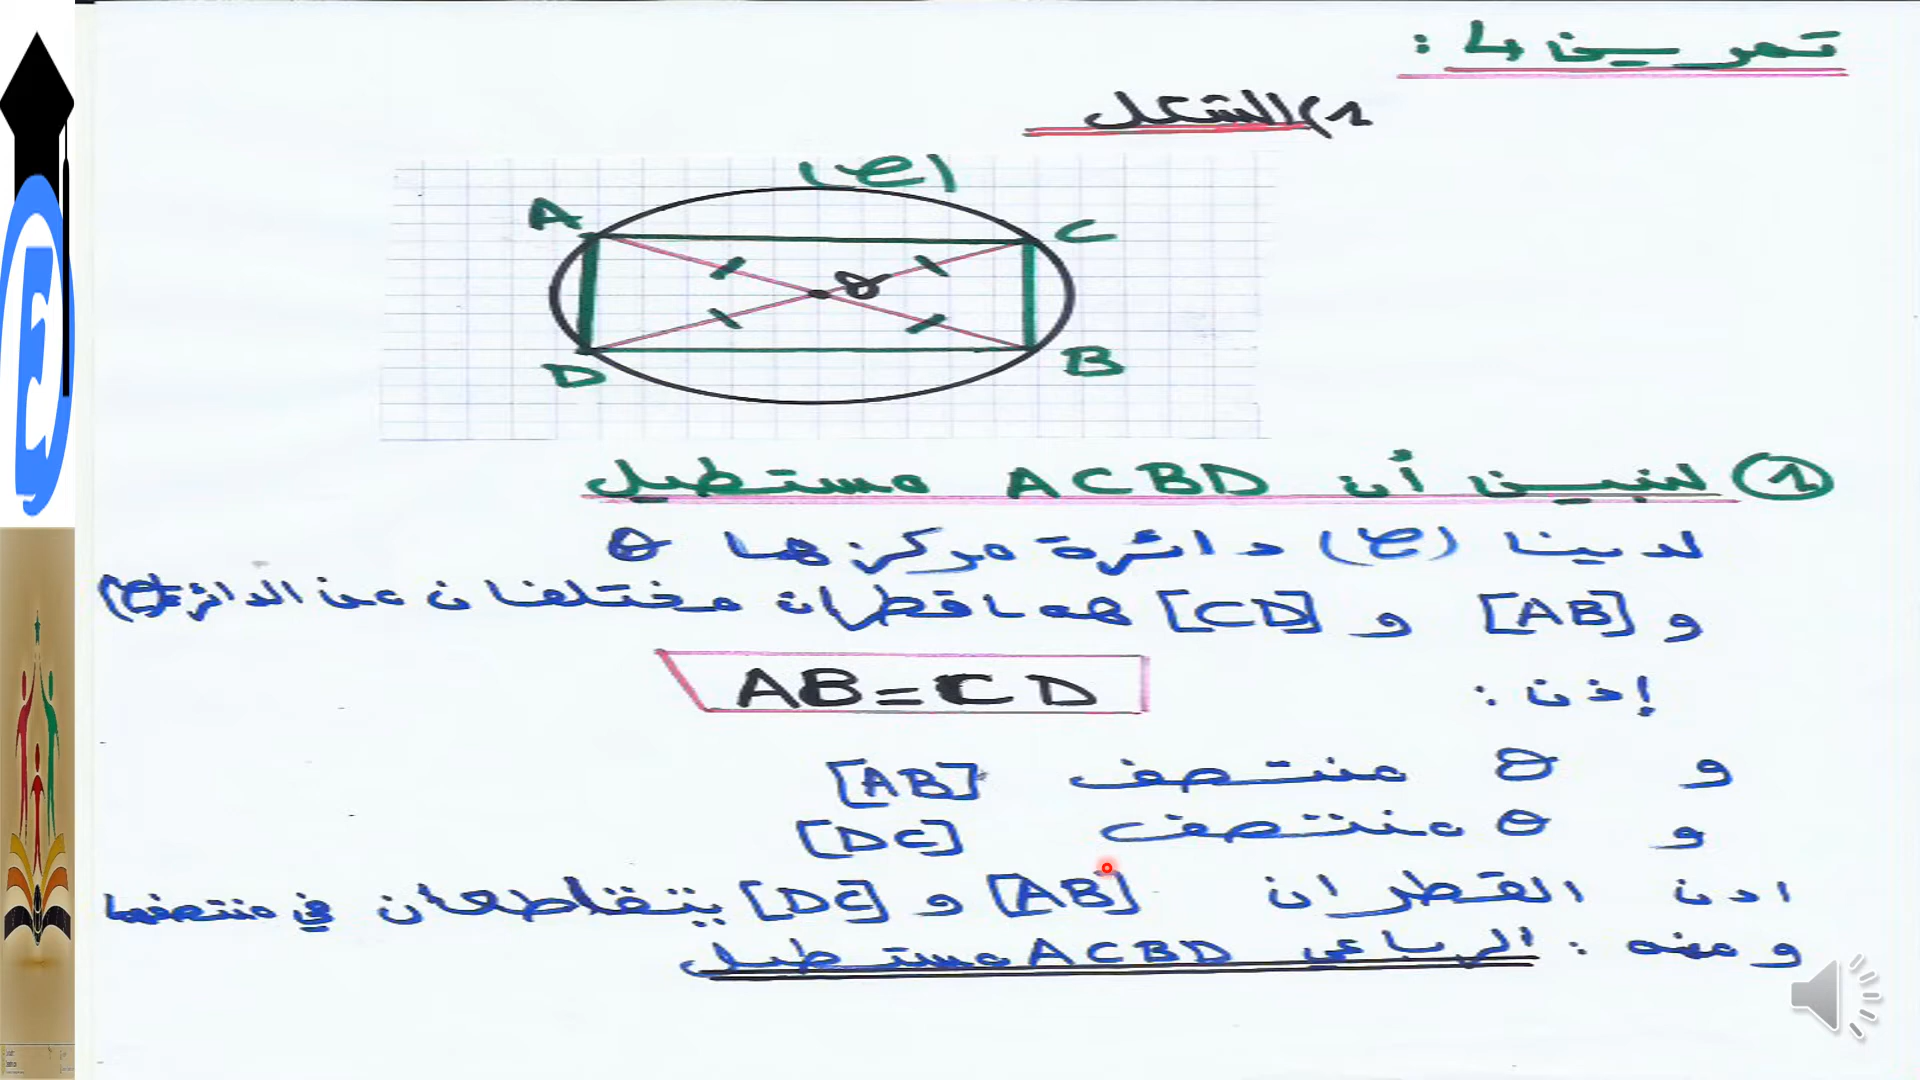 تمرين 4 :
1) الشكل
(C)
A
C
O
D
B
1 لنبين أن ACBD مستطيل
لدينا (C) دائرة مركزها O
و [AB] و [CD] هما قطران مختلفان من الدائرة (C)
إذن : AB=CD
و O منتصف [AB]
و O منتصف [DC]
اذن القطران [AB] و [DC] يتقاطعان في منتصفهما
و منه : الرباعي ACBD مستطيل